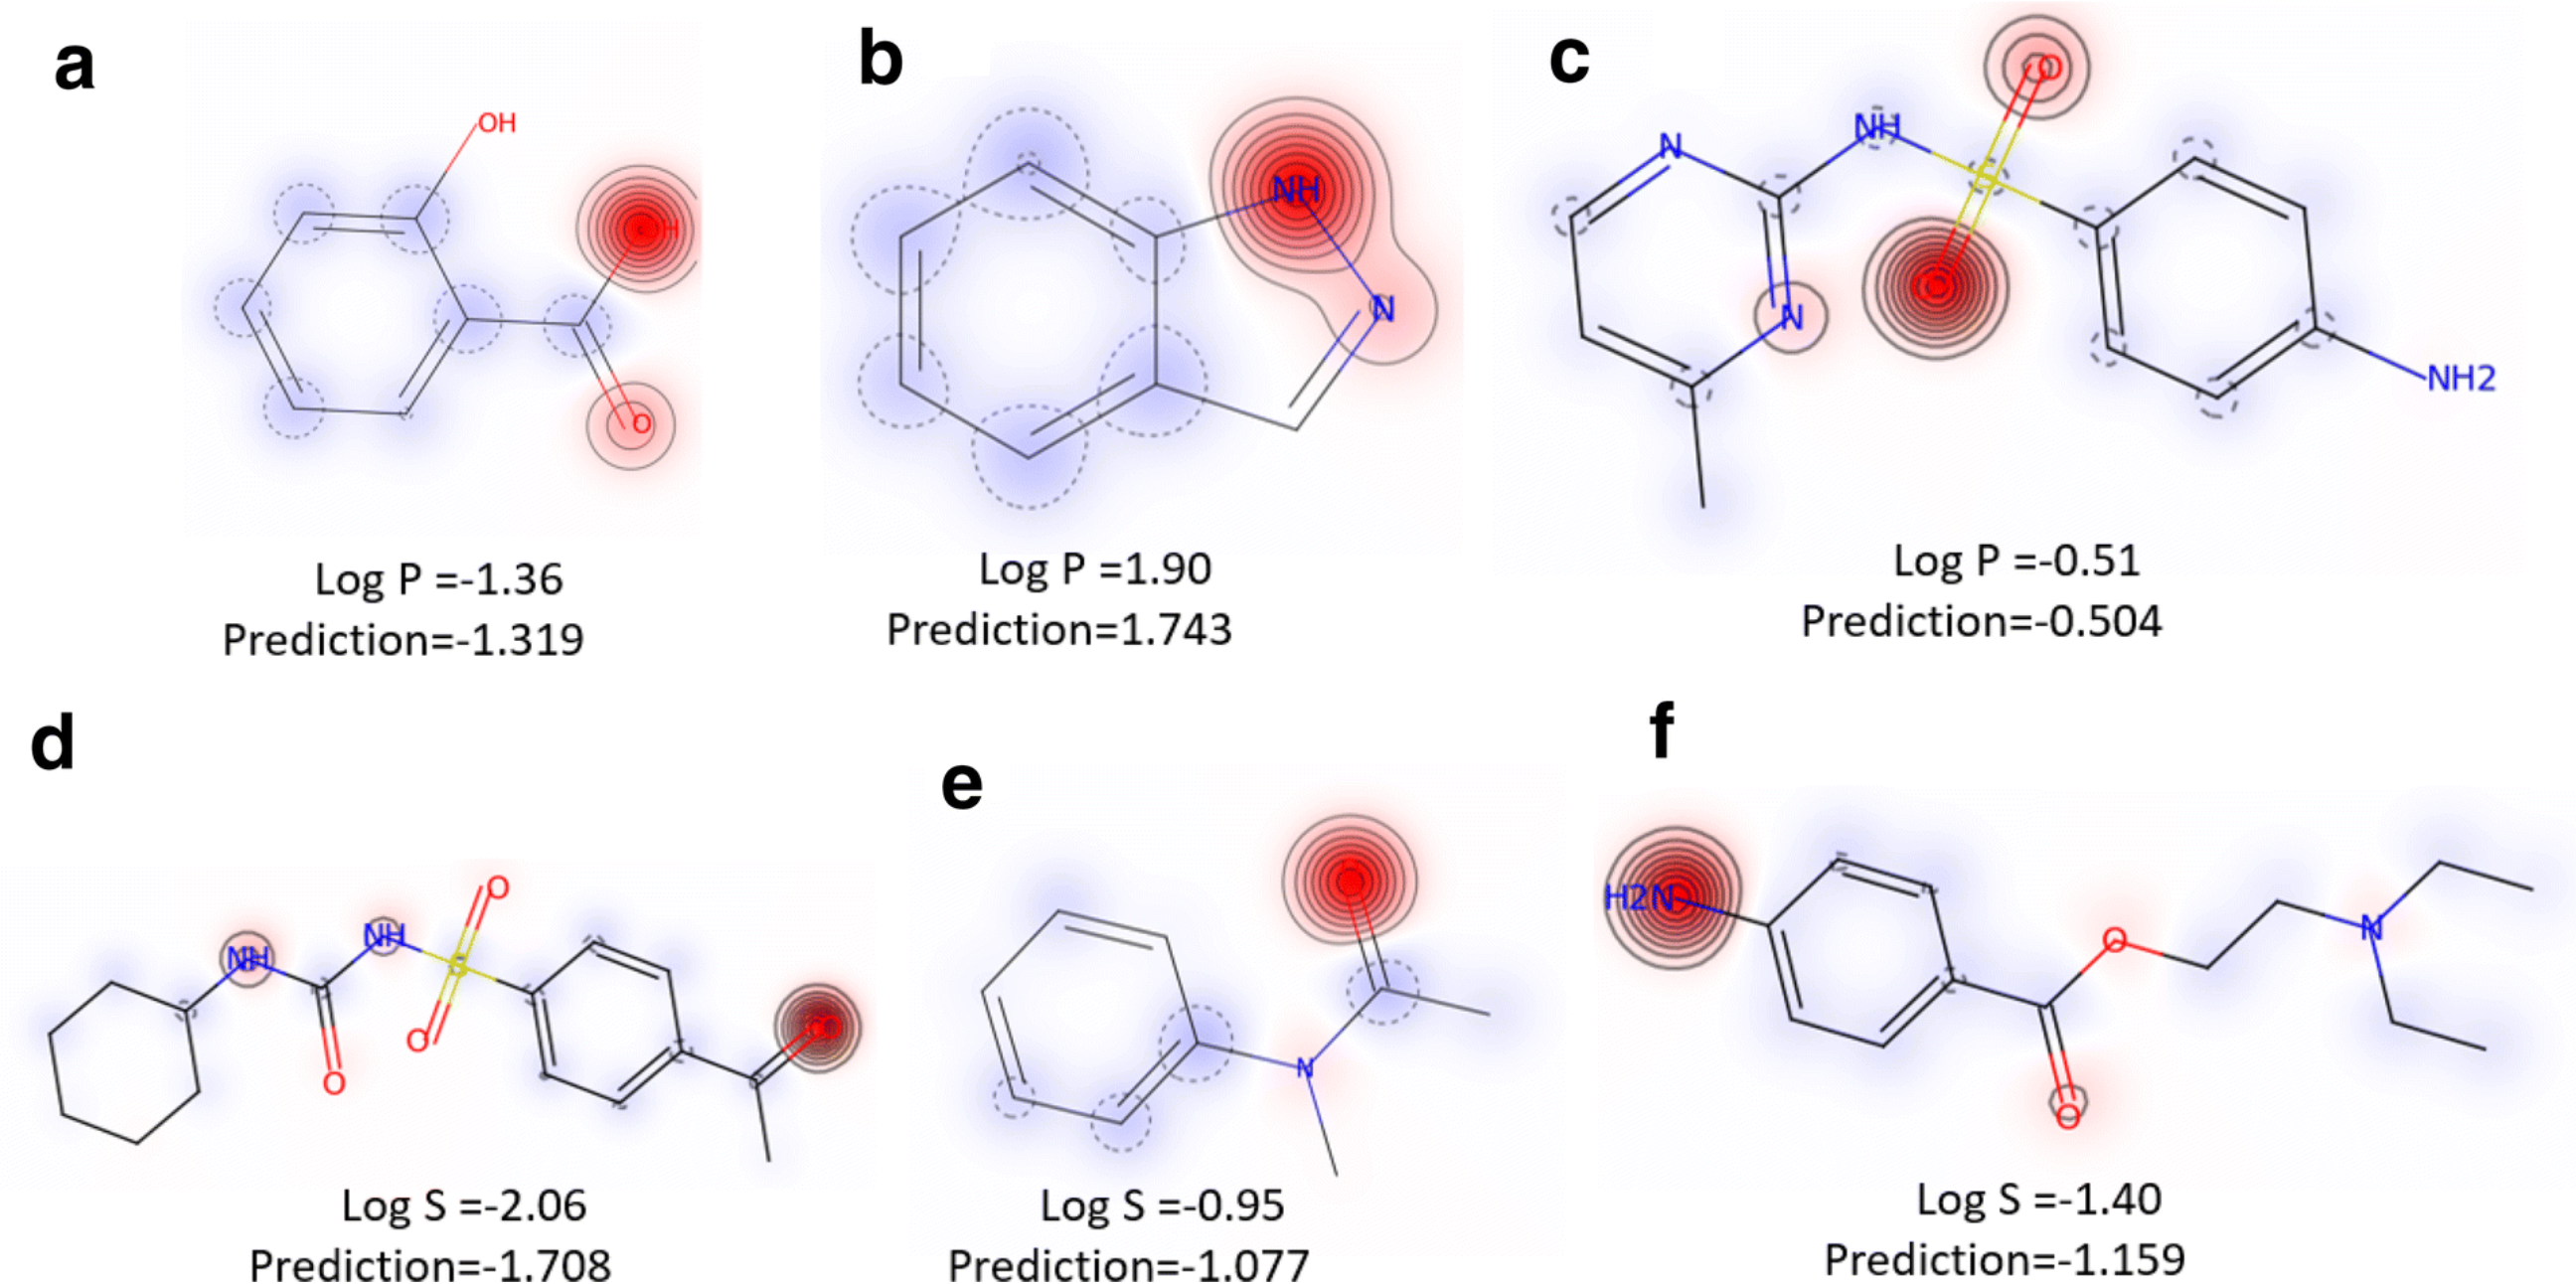 a
b
c
OH
H
O
NH
N
N
NH
S
O
N
NH2
Log P =-1.36
Prediction=-1.319
Log P =1.90
Prediction=1.743
Log P =-0.51
Prediction=-0.504
d
e
f
NH
NH
S
O
O
O
N
H2N
O
O
N
Log S =-2.06
Prediction=-1.708
Log S =-0.95
Prediction=-1.077
Log S =-1.40
Prediction=-1.159